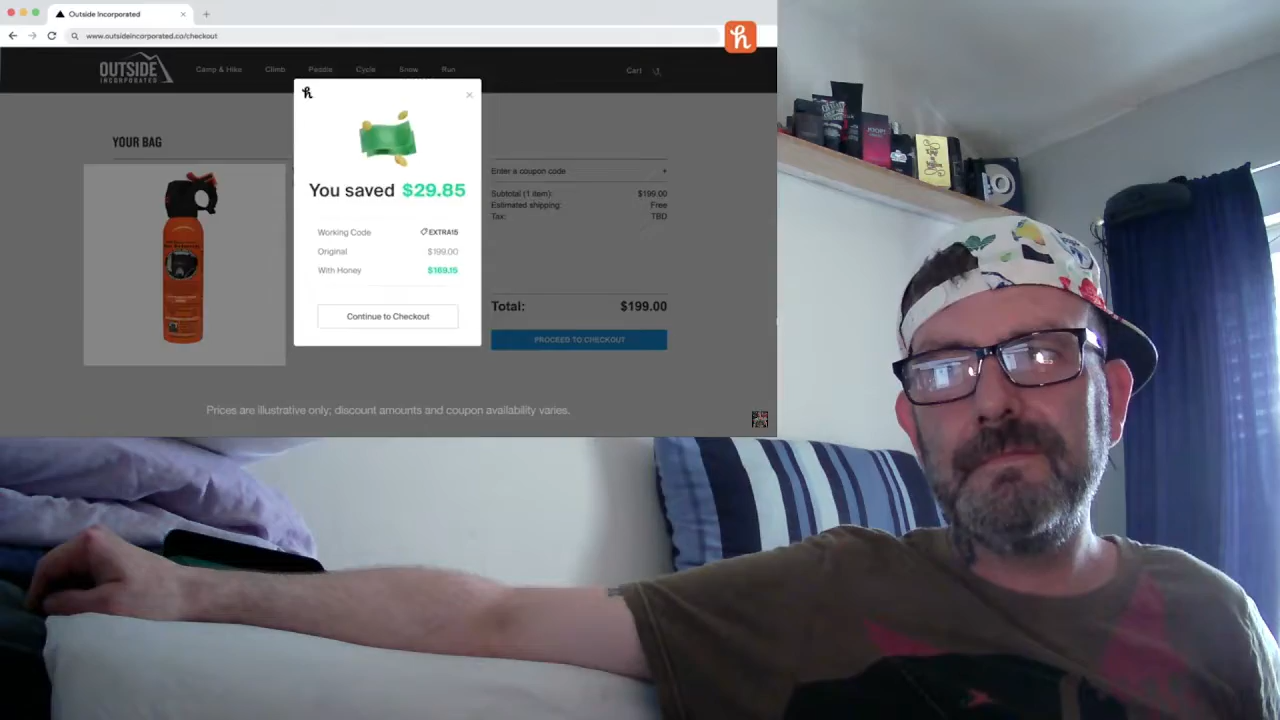 Outside Incorporated
www.outsideincorporated.co/checkout
OUTSIDE
INCORPORATED
Camp & Hike
Climb
Paddle
Cycle
Snow
Run
Cart
YOUR BAG
You saved $29.85
Working Code EXTRA15
Original $199.00
With Honey $169.15
Continue to Checkout
Enter a coupon code +
Subtotal (1 item): $199.00
Estimated shipping: Free
Tax: TBD
Total: $199.00
PROCEED TO CHECKOUT
Prices are illustrative only; discount amounts and coupon availability varies.
JOOP!